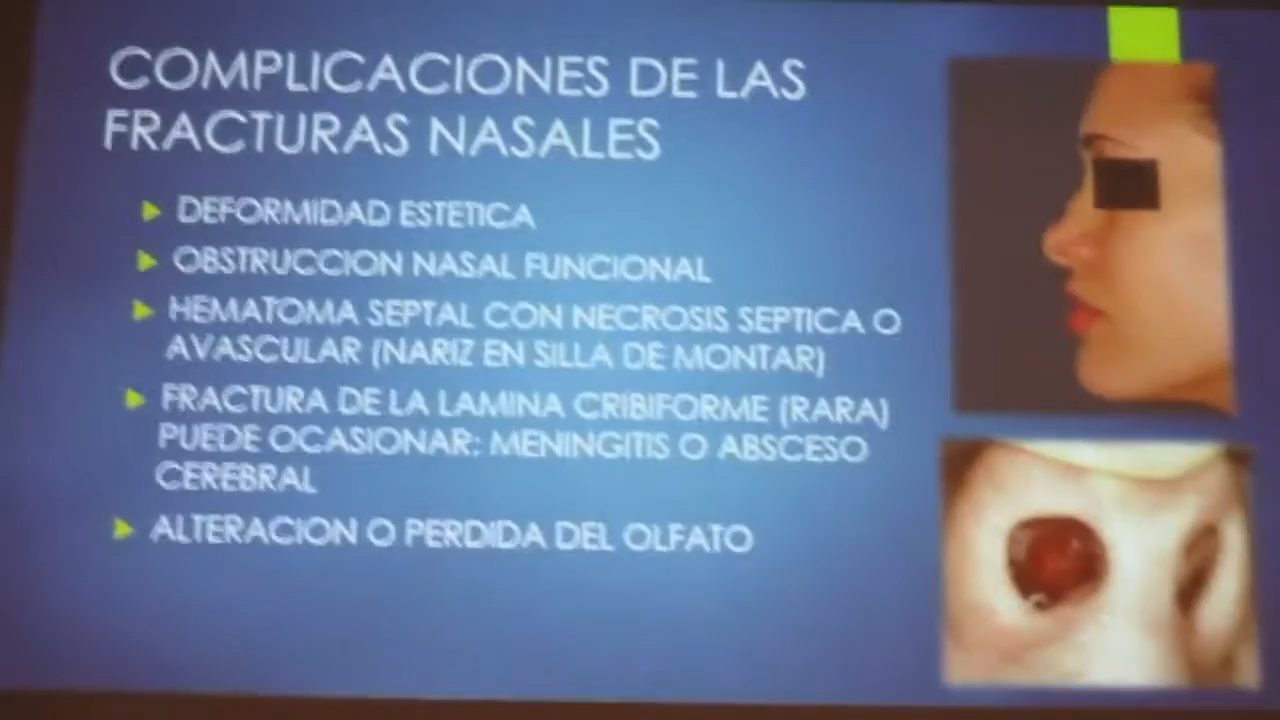 COMPLICACIONES DE LAS
FRACTURAS NASALES
DEFORMIDAD ESTETICA
OBSTRUCCION NASAL FUNCIONAL
HEMATOMA SEPTAL CON NECROSIS SEPTICA O
AVASCULAR (NARIZ EN SILLA DE MONTAR)
FRACTURA DE LA LAMINA CRIBIFORME (RARA)
PUEDE OCASIONAR: MENINGITIS O ABSCESO
CEREBRAL
ALTERACION O PERDIDA DEL OLFATO